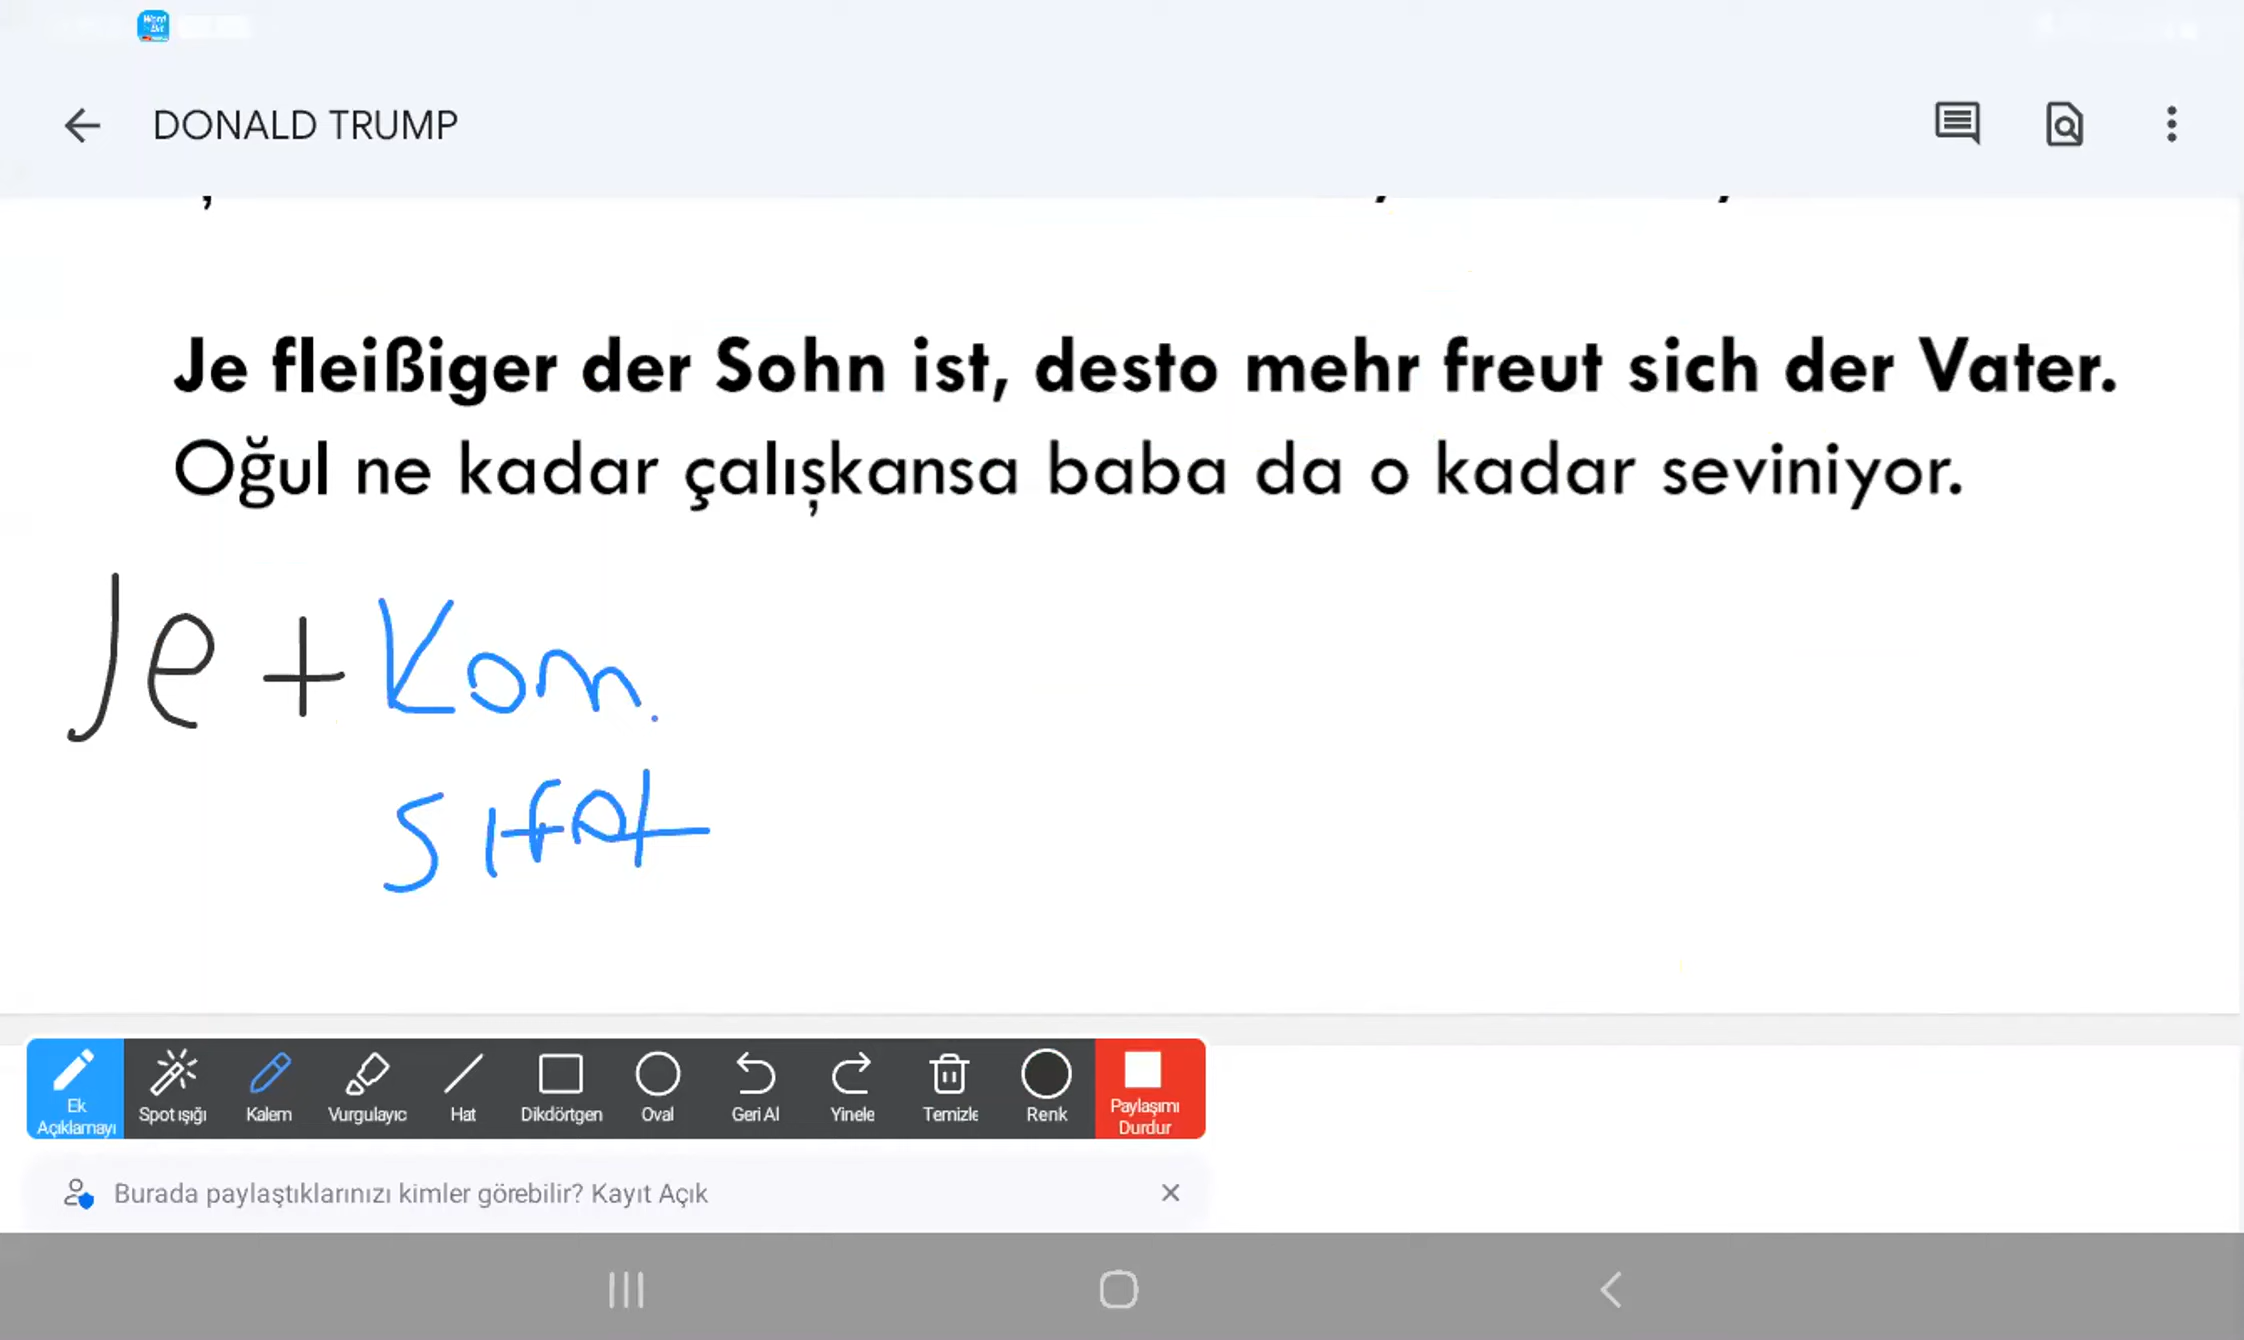 DONALD TRUMP
Je fleißiger der Sohn ist, desto mehr freut sich der Vater.
Oğul ne kadar çalışkansa baba da o kadar seviniyor.
Je + Kom.
sıfat
Ek Açıklamayı
Spot ışığı
Kalem
Vurgulayıc
Hat
Dikdörtgen
Oval
Geri Al
Yinele
Temizle
Renk
Paylaşımı Durdur
Burada paylaştıklarınızı kimler görebilir? Kayıt Açık